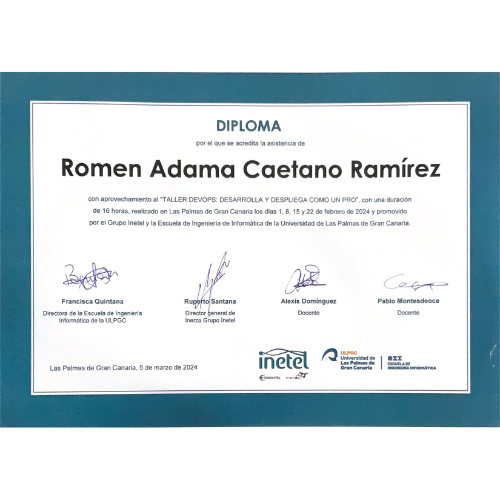 DIPLOMA
por el que se acredita la asistencia de
Romen Adama Caetano Ramírez
con aprovechamiento al "TALLER DEVOPS: DESARROLLA Y DESPLIEGA COMO UN PRO", con una duración
de 16 horas, realizado en Las Palmas de Gran Canaria los días 1, 8, 15 y 22 de febrero de 2024 y promovido
por el Grupo Inetel y la Escuela de Ingeniería de Informática de la Universidad de Las Palmas de Gran Canaria.
Francisca Quintana
Directora de la Escuela de Ingeniería
Informática de la ULPGC
Ruperto Santana
Director general de
Inerza Grupo Inetel
Alexis Domínguez
Docente
Pablo Montesdeoca
Docente
Las Palmas de Gran Canaria, 5 de marzo de 2024
inetel
ULPGC
Universidad de
Las Palmas de
Gran Canaria
EII
ESCUELA DE
INGENIERÍA INFORMÁTICA